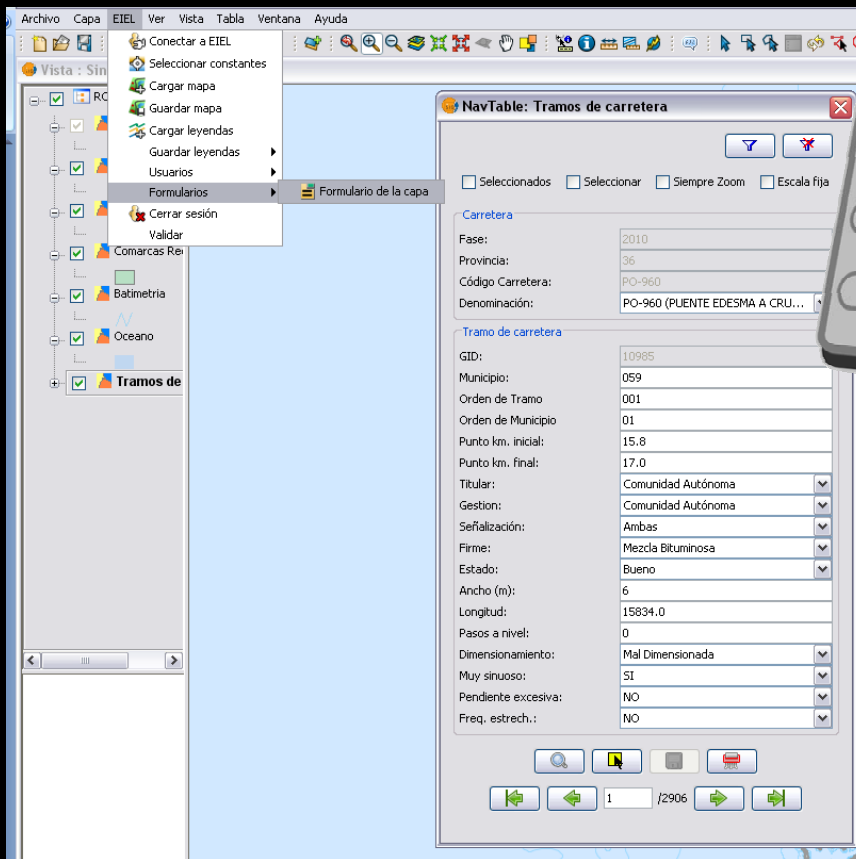 Archivo Capa EIEL Ver Vista Tabla Ventana Ayuda
Vista : Sin
Conectar a EIEL
Seleccionar constantes
Cargar mapa
Guardar mapa
Cargar leyendas
Guardar leyendas
Usuarios
Formularios
Formulario de la capa
Cerrar sesión
Validar
Comarcas Re
Batimetria
Oceano
Tramos de
NavTable: Tramos de carretera
Seleccionados Seleccionar Siempre Zoom Escala fija
Carretera
Fase: 2010
Provincia: 36
Código Carretera: PO-960
Denominación: PO-960 (PUENTE EDESMA A CRU...
Tramo de carretera
GID: 10985
Municipio: 059
Orden de Tramo 001
Orden de Municipio 01
Punto km. inicial: 15.8
Punto km. final: 17.0
Titular: Comunidad Autónoma
Gestion: Comunidad Autónoma
Señalización: Ambas
Firme: Mezcla Bituminosa
Estado: Bueno
Ancho (m): 6
Longitud: 15834.0
Pasos a nivel: 0
Dimensionamiento: Mal Dimensionada
Muy sinuoso: SI
Pendiente excesiva: NO
Freq. estrech.: NO
1 /2906